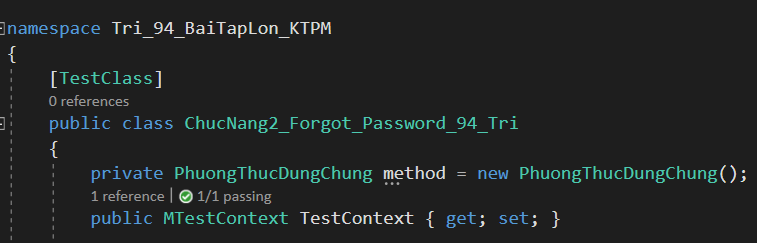 namespace Tri_94_BaiTapLon_KTPM
{
[TestClass]
0 references
public class ChucNang2_Forgot_Password_94_Tri
{
private PhuongThucDungChung method = new PhuongThucDungChung();
1 reference | 1/1 passing
public MTestContext TestContext { get; set; }